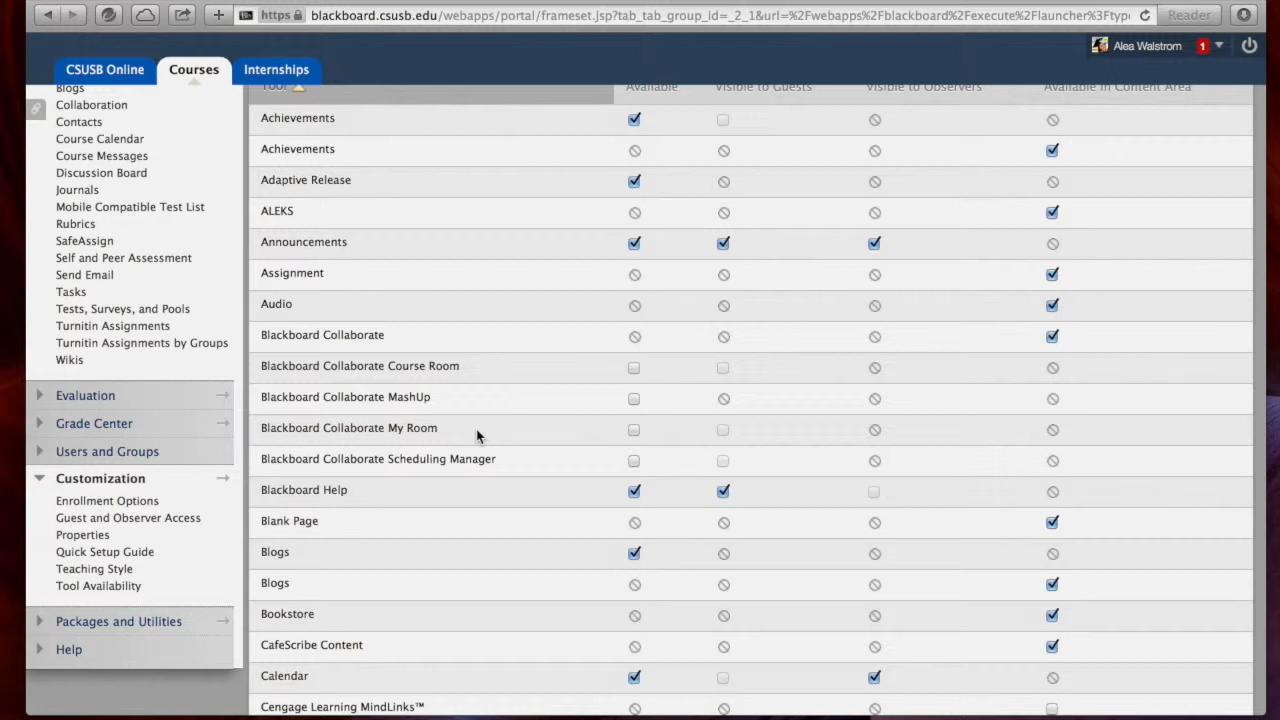 https
blackboard.csusb.edu/webapps/portal/frameset.jsp?tab_tab_group_id=_2_1&url=%2Fwebapps%2Fblackboard%2Fexecute%2Flauncher%3Ftype
Reader
Alea Walstrom 1
CSUSB Online Courses Internships
Blogs
Collaboration
Contacts
Course Calendar
Course Messages
Discussion Board
Journals
Mobile Compatible Test List
Rubrics
SafeAssign
Self and Peer Assessment
Send Email
Tasks
Tests, Surveys, and Pools
Turnitin Assignments
Turnitin Assignments by Groups
Wikis
Evaluation
Grade Center
Users and Groups
Customization
Enrollment Options
Guest and Observer Access
Properties
Quick Setup Guide
Teaching Style
Tool Availability
Packages and Utilities
Help
Tool Available Visible to Guests Visible to Observers Available in Content Area
Achievements
Achievements
Adaptive Release
ALEKS
Announcements
Assignment
Audio
Blackboard Collaborate
Blackboard Collaborate Course Room
Blackboard Collaborate MashUp
Blackboard Collaborate My Room
Blackboard Collaborate Scheduling Manager
Blackboard Help
Blank Page
Blogs
Blogs
Bookstore
CafeScribe Content
Calendar
Cengage Learning MindLinks™